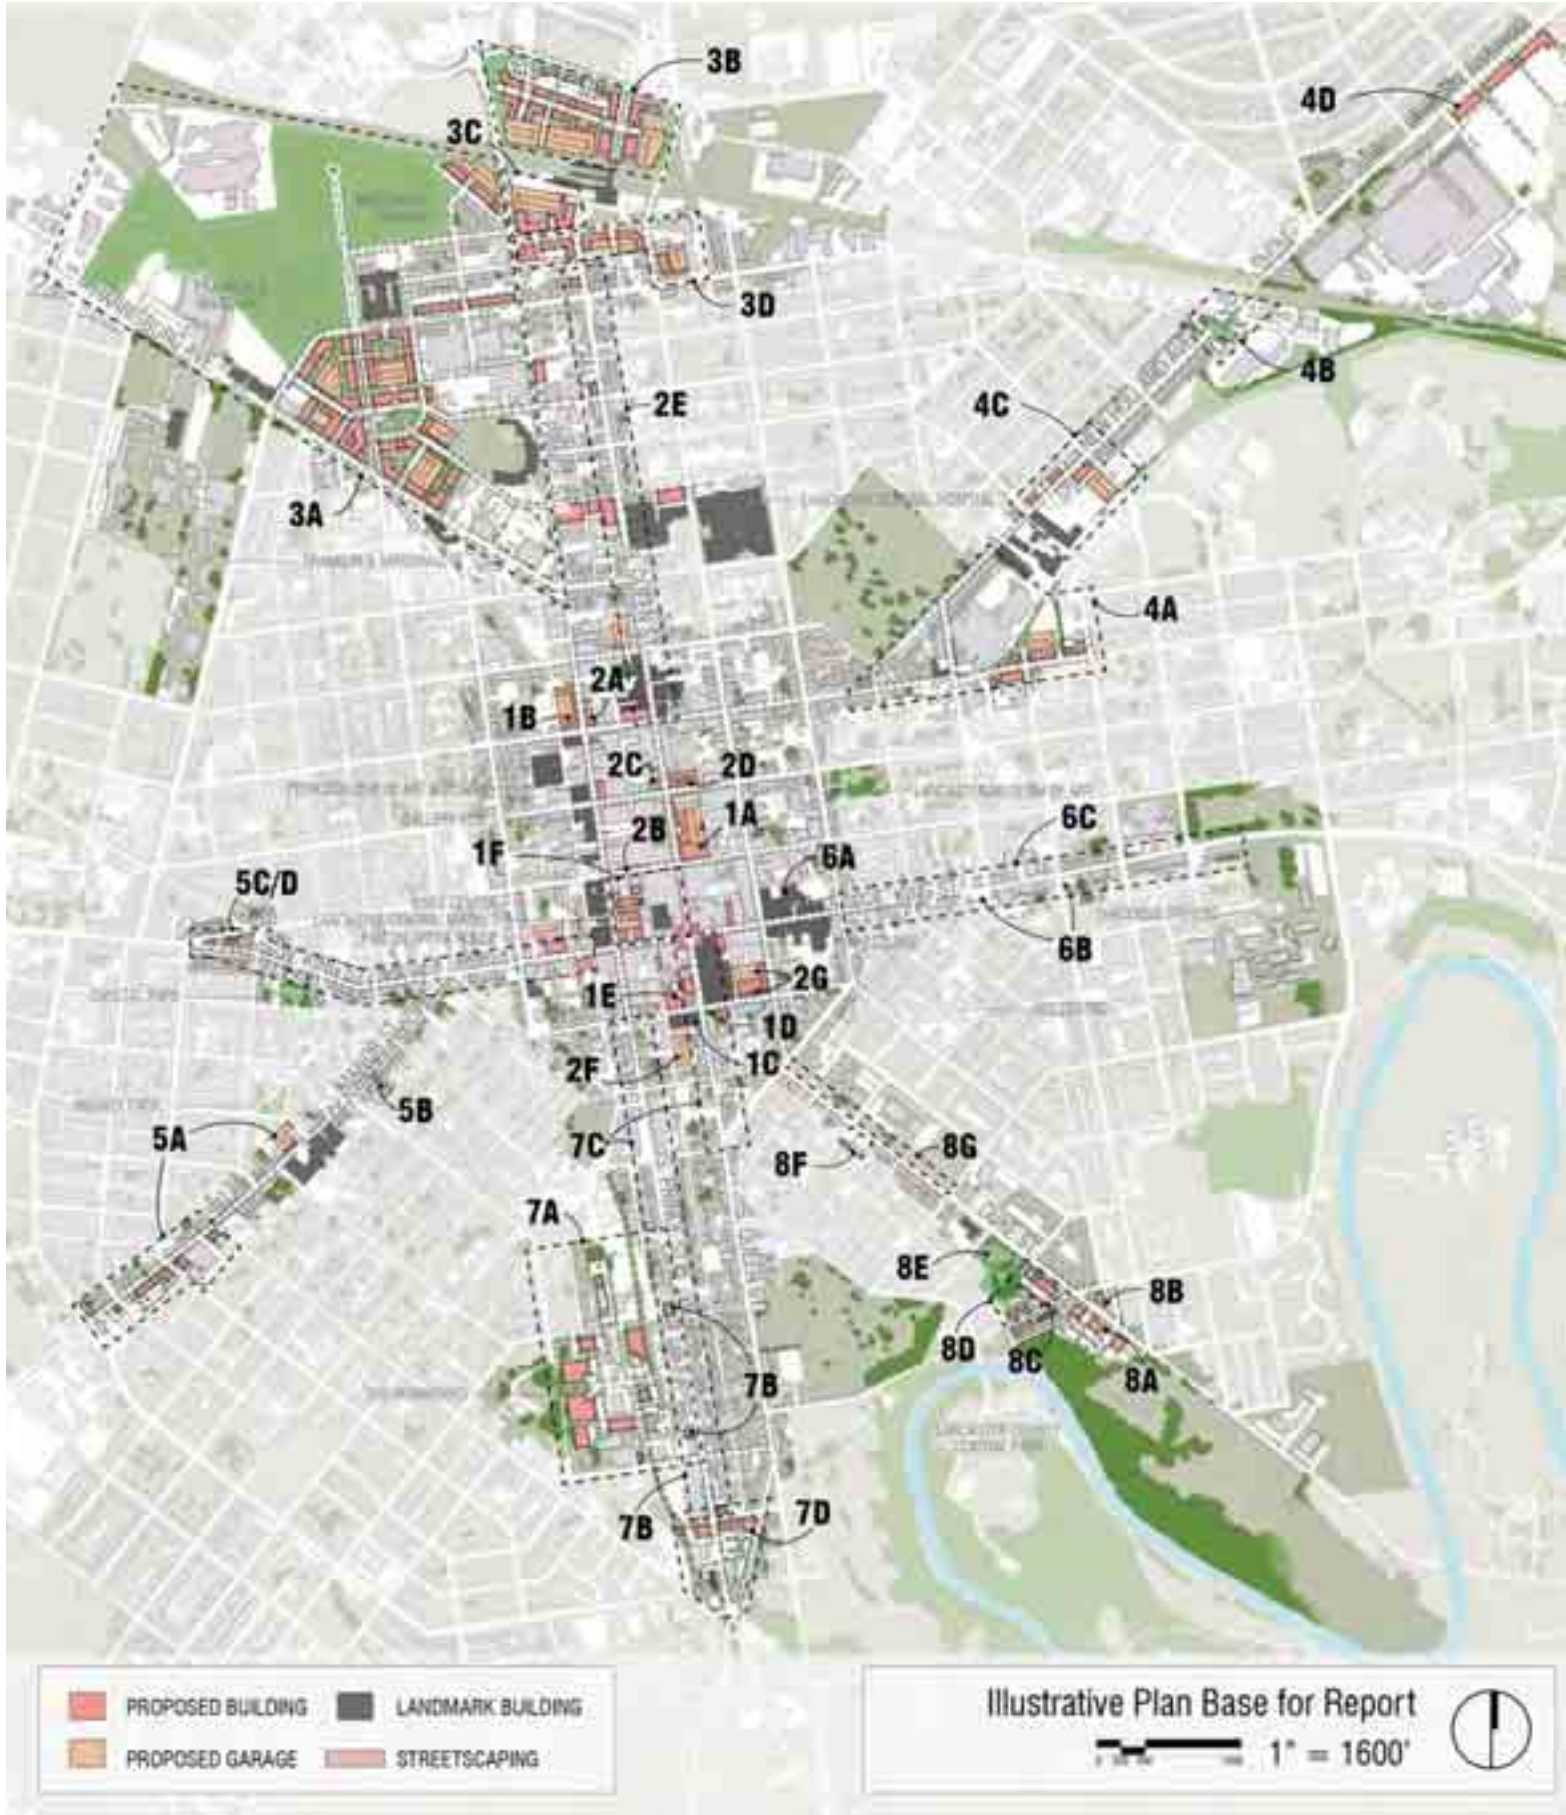 3B
4D
3C
3D
4B
2E
4C
3A
4A
2A
1B
2C
2D
1A
2B
6C
1F
6A
5C/D
6B
2G
1E
1D
1C
2F
5B
5A
7C
8G
8F
7A
8E
8B
8D
8C
8A
7B
7B
7D
PROPOSED BUILDING
LANDMARK BUILDING
PROPOSED GARAGE
STREETSCAPING
Illustrative Plan Base for Report
1" = 1600'